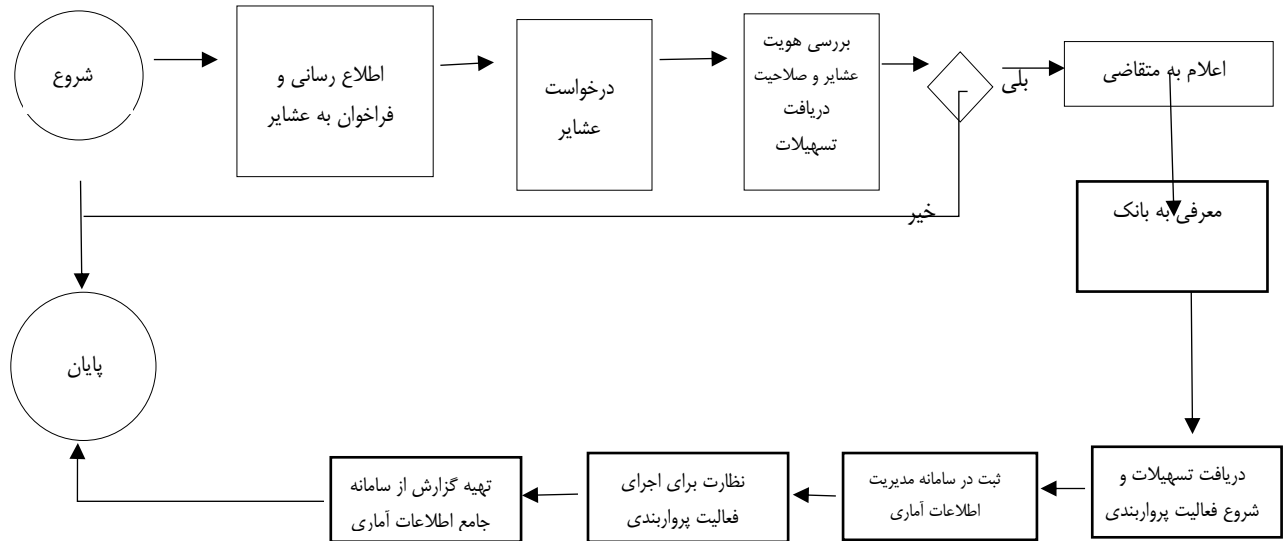 شروع
اطلاع رسانی و
فراخوان به عشایر
درخواست
عشایر
بررسی هویت
عشایر و صلاحیت
دریافت
تسهیلات
بلی
خیر
اعلام به متقاضی
معرفی به بانک
دریافت تسهیلات و
شروع فعالیت پرواربندی
ثبت در سامانه مدیریت
اطلاعات آماری
نظارت برای اجرای
فعالیت پرواربندی
تهیه گزارش از سامانه
جامع اطلاعات آماری
پایان